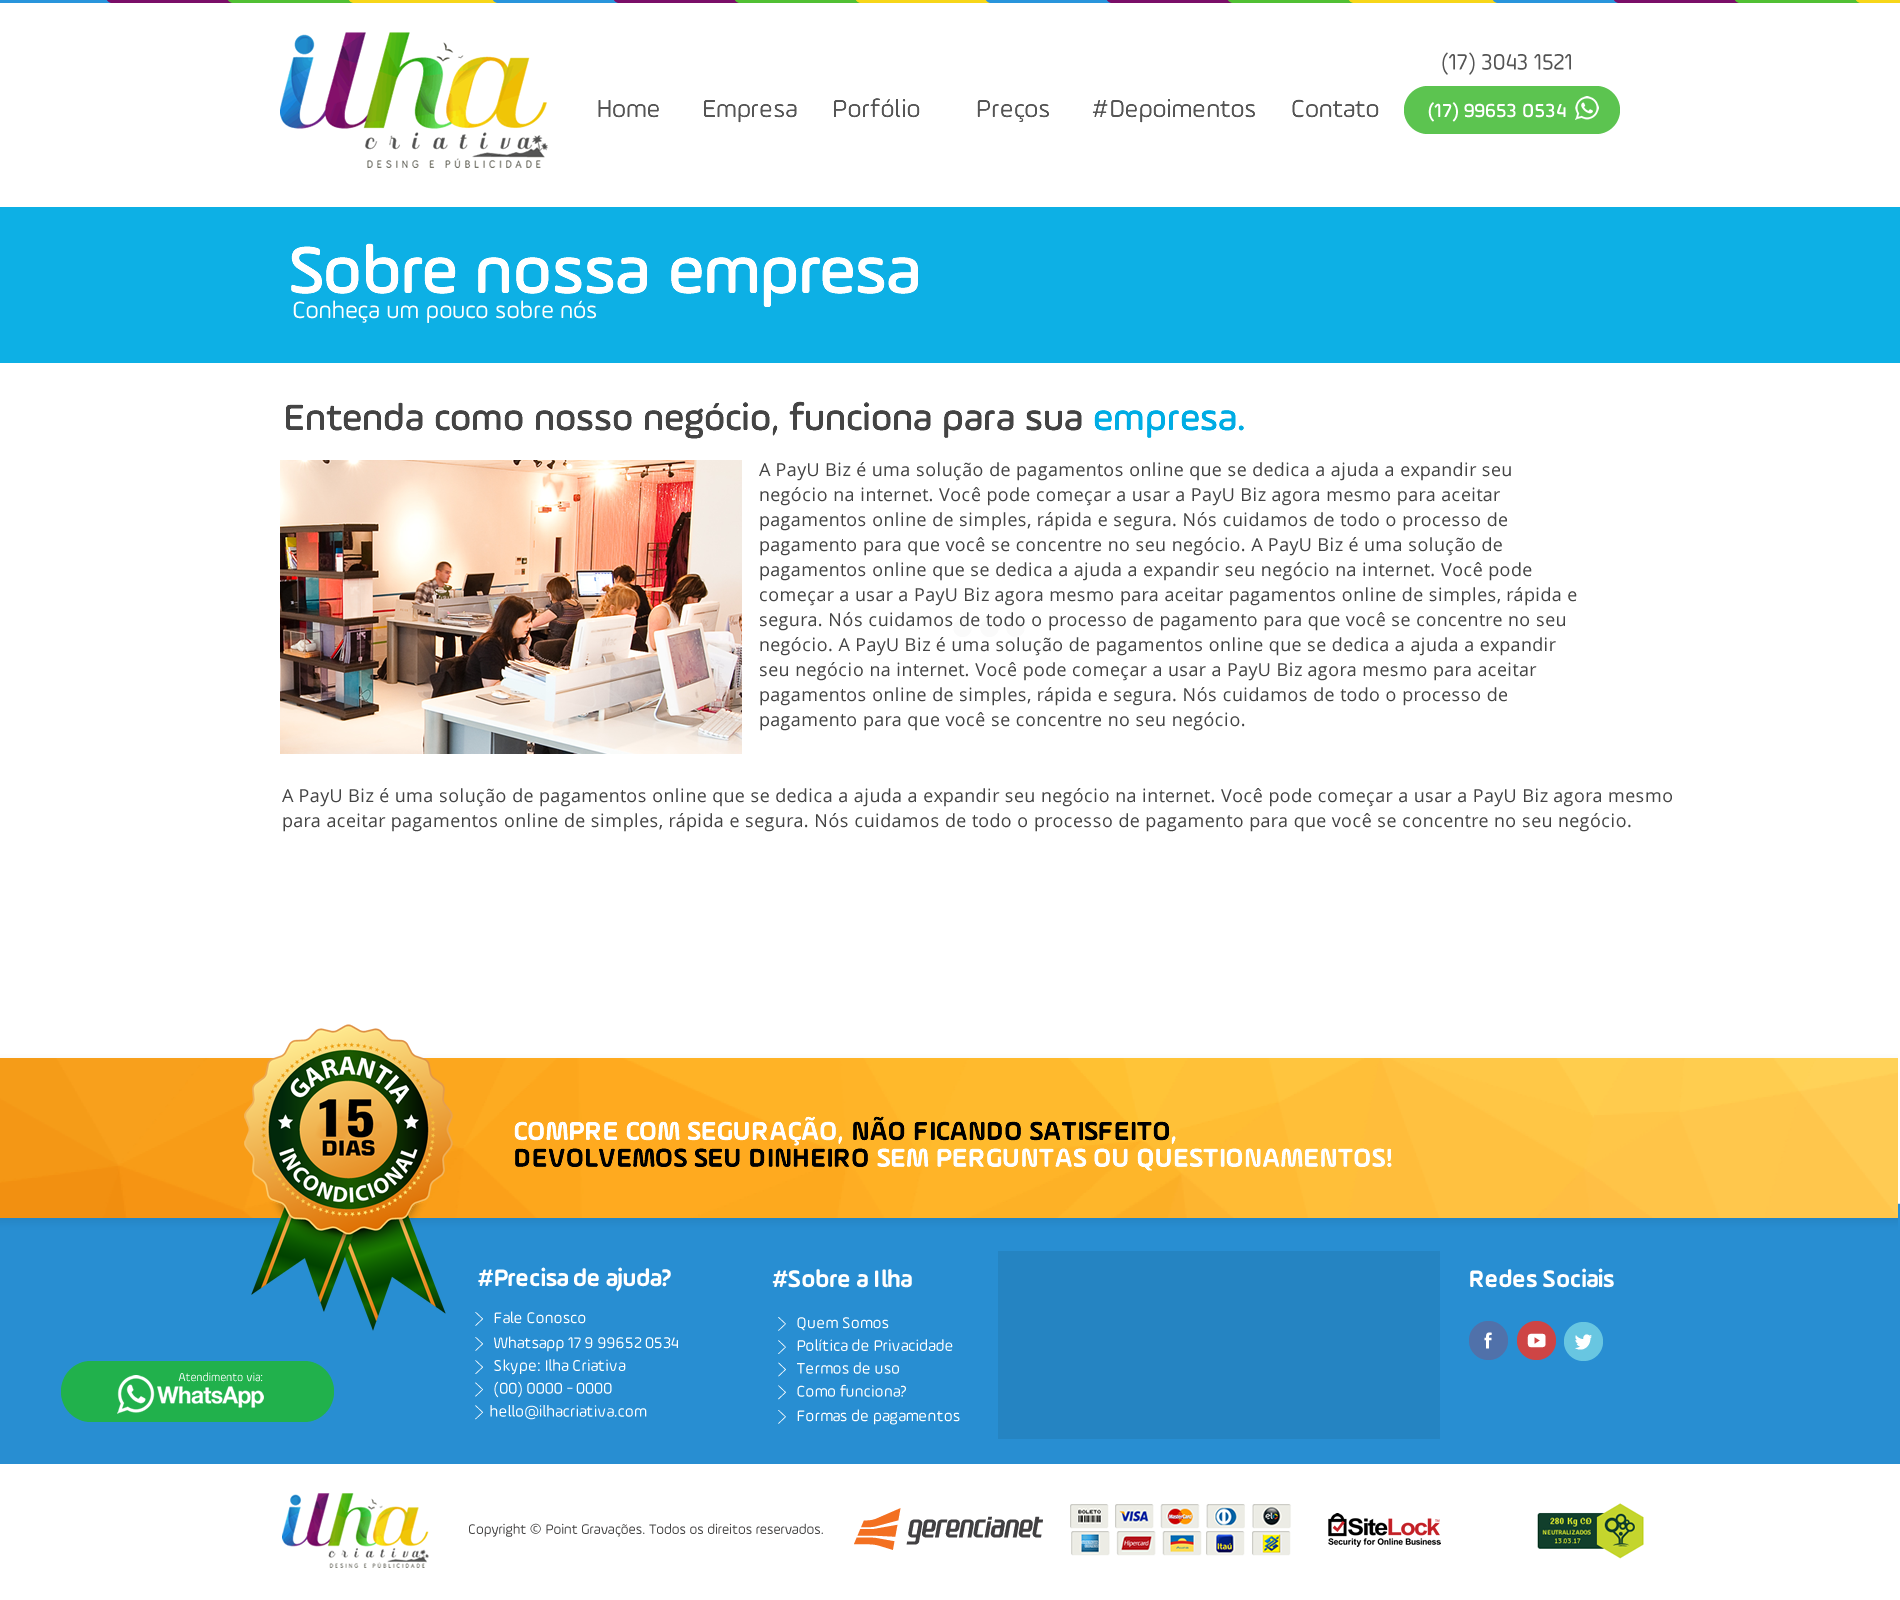 ilha
criativa
DESING E PÚBLICIDADE
Home Empresa Porfólio Preços #Depoimentos Contato
(17) 3043 1521
(17) 99653 0534
Sobre nossa empresa
Conheça um pouco sobre nós
Entenda como nosso negócio, funciona para sua empresa.
A PayU Biz é uma solução de pagamentos online que se dedica a ajuda a expandir seu
negócio na internet. Você pode começar a usar a PayU Biz agora mesmo para aceitar
pagamentos online de simples, rápida e segura. Nós cuidamos de todo o processo de
pagamento para que você se concentre no seu negócio. A PayU Biz é uma solução de
pagamentos online que se dedica a ajuda a expandir seu negócio na internet. Você pode
começar a usar a PayU Biz agora mesmo para aceitar pagamentos online de simples, rápida e
segura. Nós cuidamos de todo o processo de pagamento para que você se concentre no seu
negócio. A PayU Biz é uma solução de pagamentos online que se dedica a ajuda a expandir
seu negócio na internet. Você pode começar a usar a PayU Biz agora mesmo para aceitar
pagamentos online de simples, rápida e segura. Nós cuidamos de todo o processo de
pagamento para que você se concentre no seu negócio.
A PayU Biz é uma solução de pagamentos online que se dedica a ajuda a expandir seu negócio na internet. Você pode começar a usar a PayU Biz agora mesmo
para aceitar pagamentos online de simples, rápida e segura. Nós cuidamos de todo o processo de pagamento para que você se concentre no seu negócio.
GARANTIA
15
DIAS
INCONDICIONAL
COMPRE COM SEGURAÇÃO, NÃO FICANDO SATISFEITO,
DEVOLVEMOS SEU DINHEIRO SEM PERGUNTAS OU QUESTIONAMENTOS!
#Precisa de ajuda?
Fale Conosco
Whatsapp 17 9 99652 0534
Skype: Ilha Criativa
(00) 0000 - 0000
hello@ilhacriativa.com
#Sobre a Ilha
Quem Somos
Política de Privacidade
Termos de uso
Como funciona?
Formas de pagamentos
Redes Sociais
Atendimento via:
WhatsApp
ilha
criativa
DESING E PÚBLICIDADE
Copyright © Point Gravações. Todos os direitos reservados.
gerencianet
BOLETO VISA MasterCard elo
Hipercard Aura Itaú
SiteLock
Security for Online Business
280 Kg CO
NEUTRALIZADOS
13.03.17